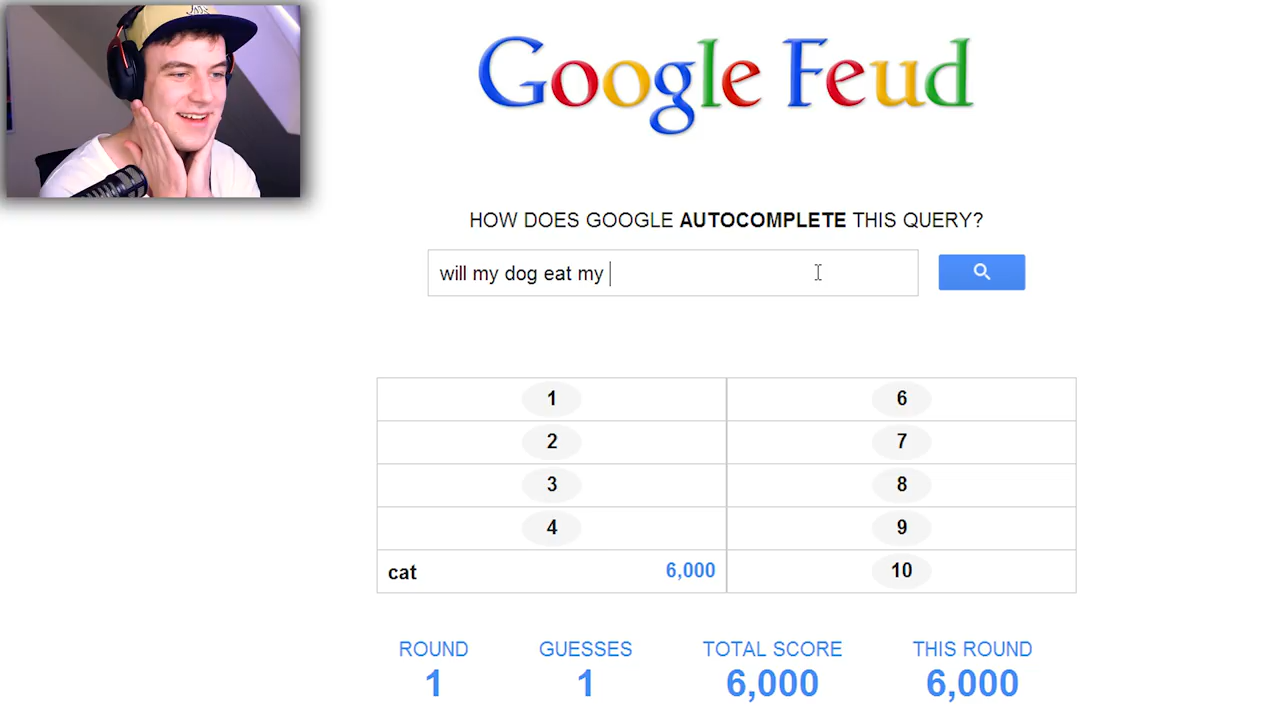 Google Feud
HOW DOES GOOGLE AUTOCOMPLETE THIS QUERY?
will my dog eat my
1 6
2 7
3 8
4 9
cat 6,000 10
ROUND GUESSES TOTAL SCORE THIS ROUND
1 1 6,000 6,000